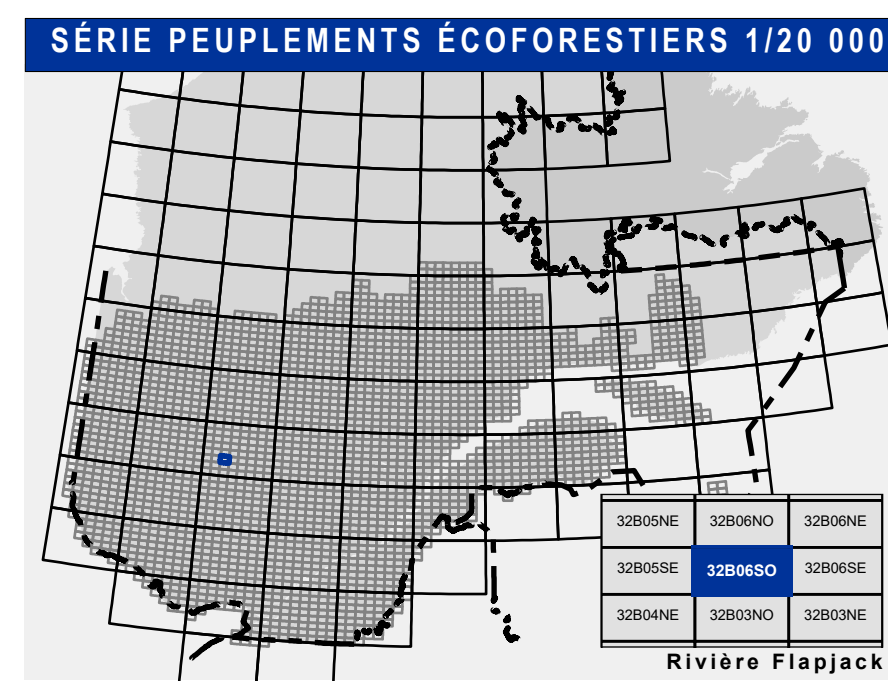 SÉRIE PEUPLEMENTS ÉCOFORESTIERS 1/20 000
32B05NE 32B06NO 32B06NE
32B05SE 32B06SO 32B06SE
32B04NE 32B03NO 32B03NE
Rivière Flapjack